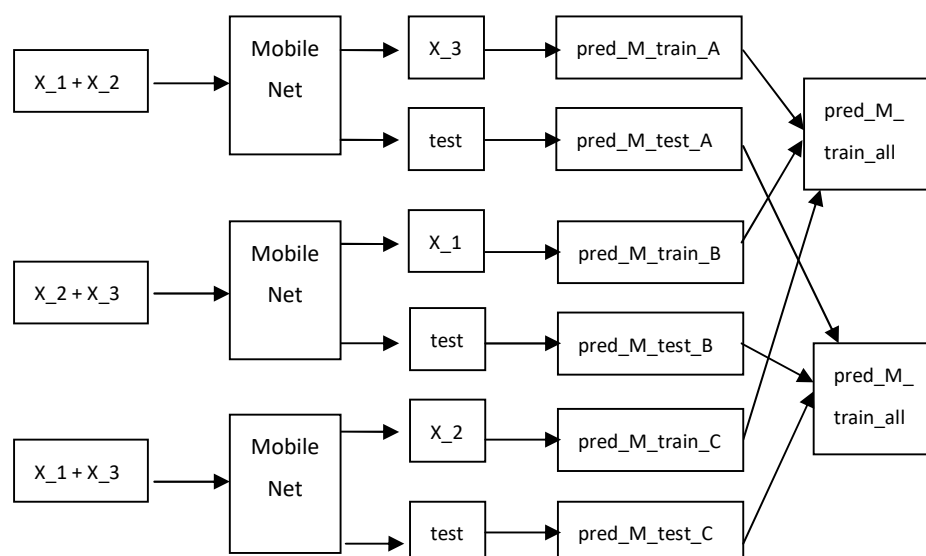 X_1 + X_2
Mobile
Net
X_3
pred_M_train_A
test
pred_M_test_A
pred_M_
train_all
X_2 + X_3
Mobile
Net
X_1
pred_M_train_B
test
pred_M_test_B
pred_M_
train_all
X_1 + X_3
Mobile
Net
X_2
pred_M_train_C
test
pred_M_test_C